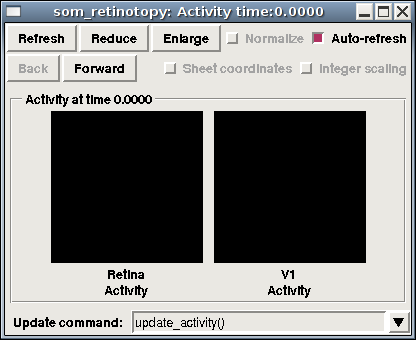 som_retinotopy: Activity time:0.0000
Refresh Reduce Enlarge Normalize Auto-refresh
Back Forward Sheet coordinates Integer scaling
Activity at time 0.0000
Retina V1
Activity Activity
Update command: update_activity()